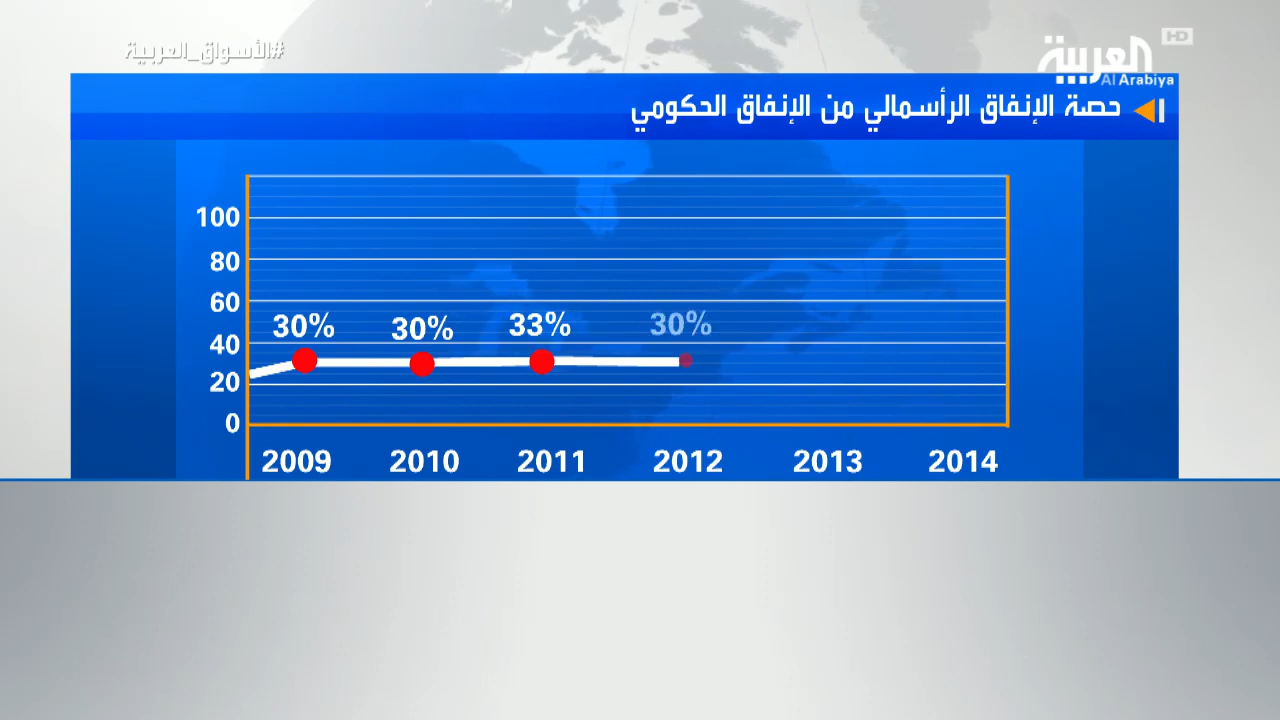 #الأسواق_العربية
HD
العربية
Al Arabiya
حصة الإنفاق الرأسمالي من الإنفاق الحكومي
100
80
60
40
20
0
30% 30% 33% 30%
2009 2010 2011 2012 2013 2014